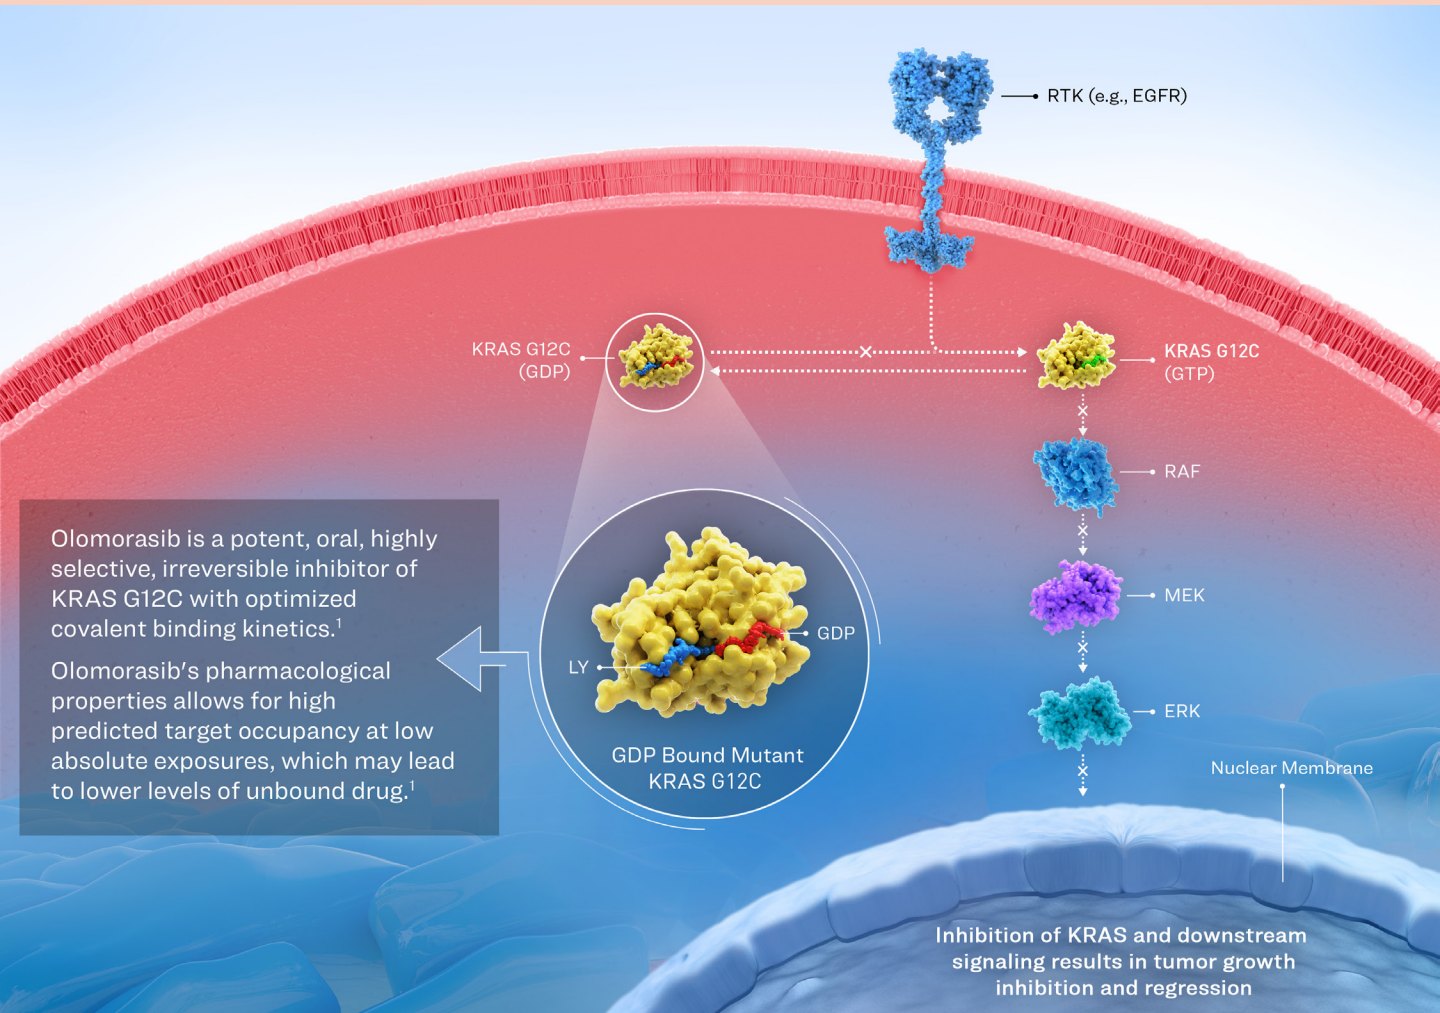 RTK (e.g., EGFR)
KRAS G12C
(GDP)
KRAS G12C
(GTP)
RAF
MEK
ERK
Nuclear Membrane
LY
GDP
GDP Bound Mutant
KRAS G12C
Olomorasib is a potent, oral, highly
selective, irreversible inhibitor of
KRAS G12C with optimized
covalent binding kinetics.¹
Olomorasib's pharmacological
properties allows for high
predicted target occupancy at low
absolute exposures, which may lead
to lower levels of unbound drug.¹
Inhibition of KRAS and downstream
signaling results in tumor growth
inhibition and regression